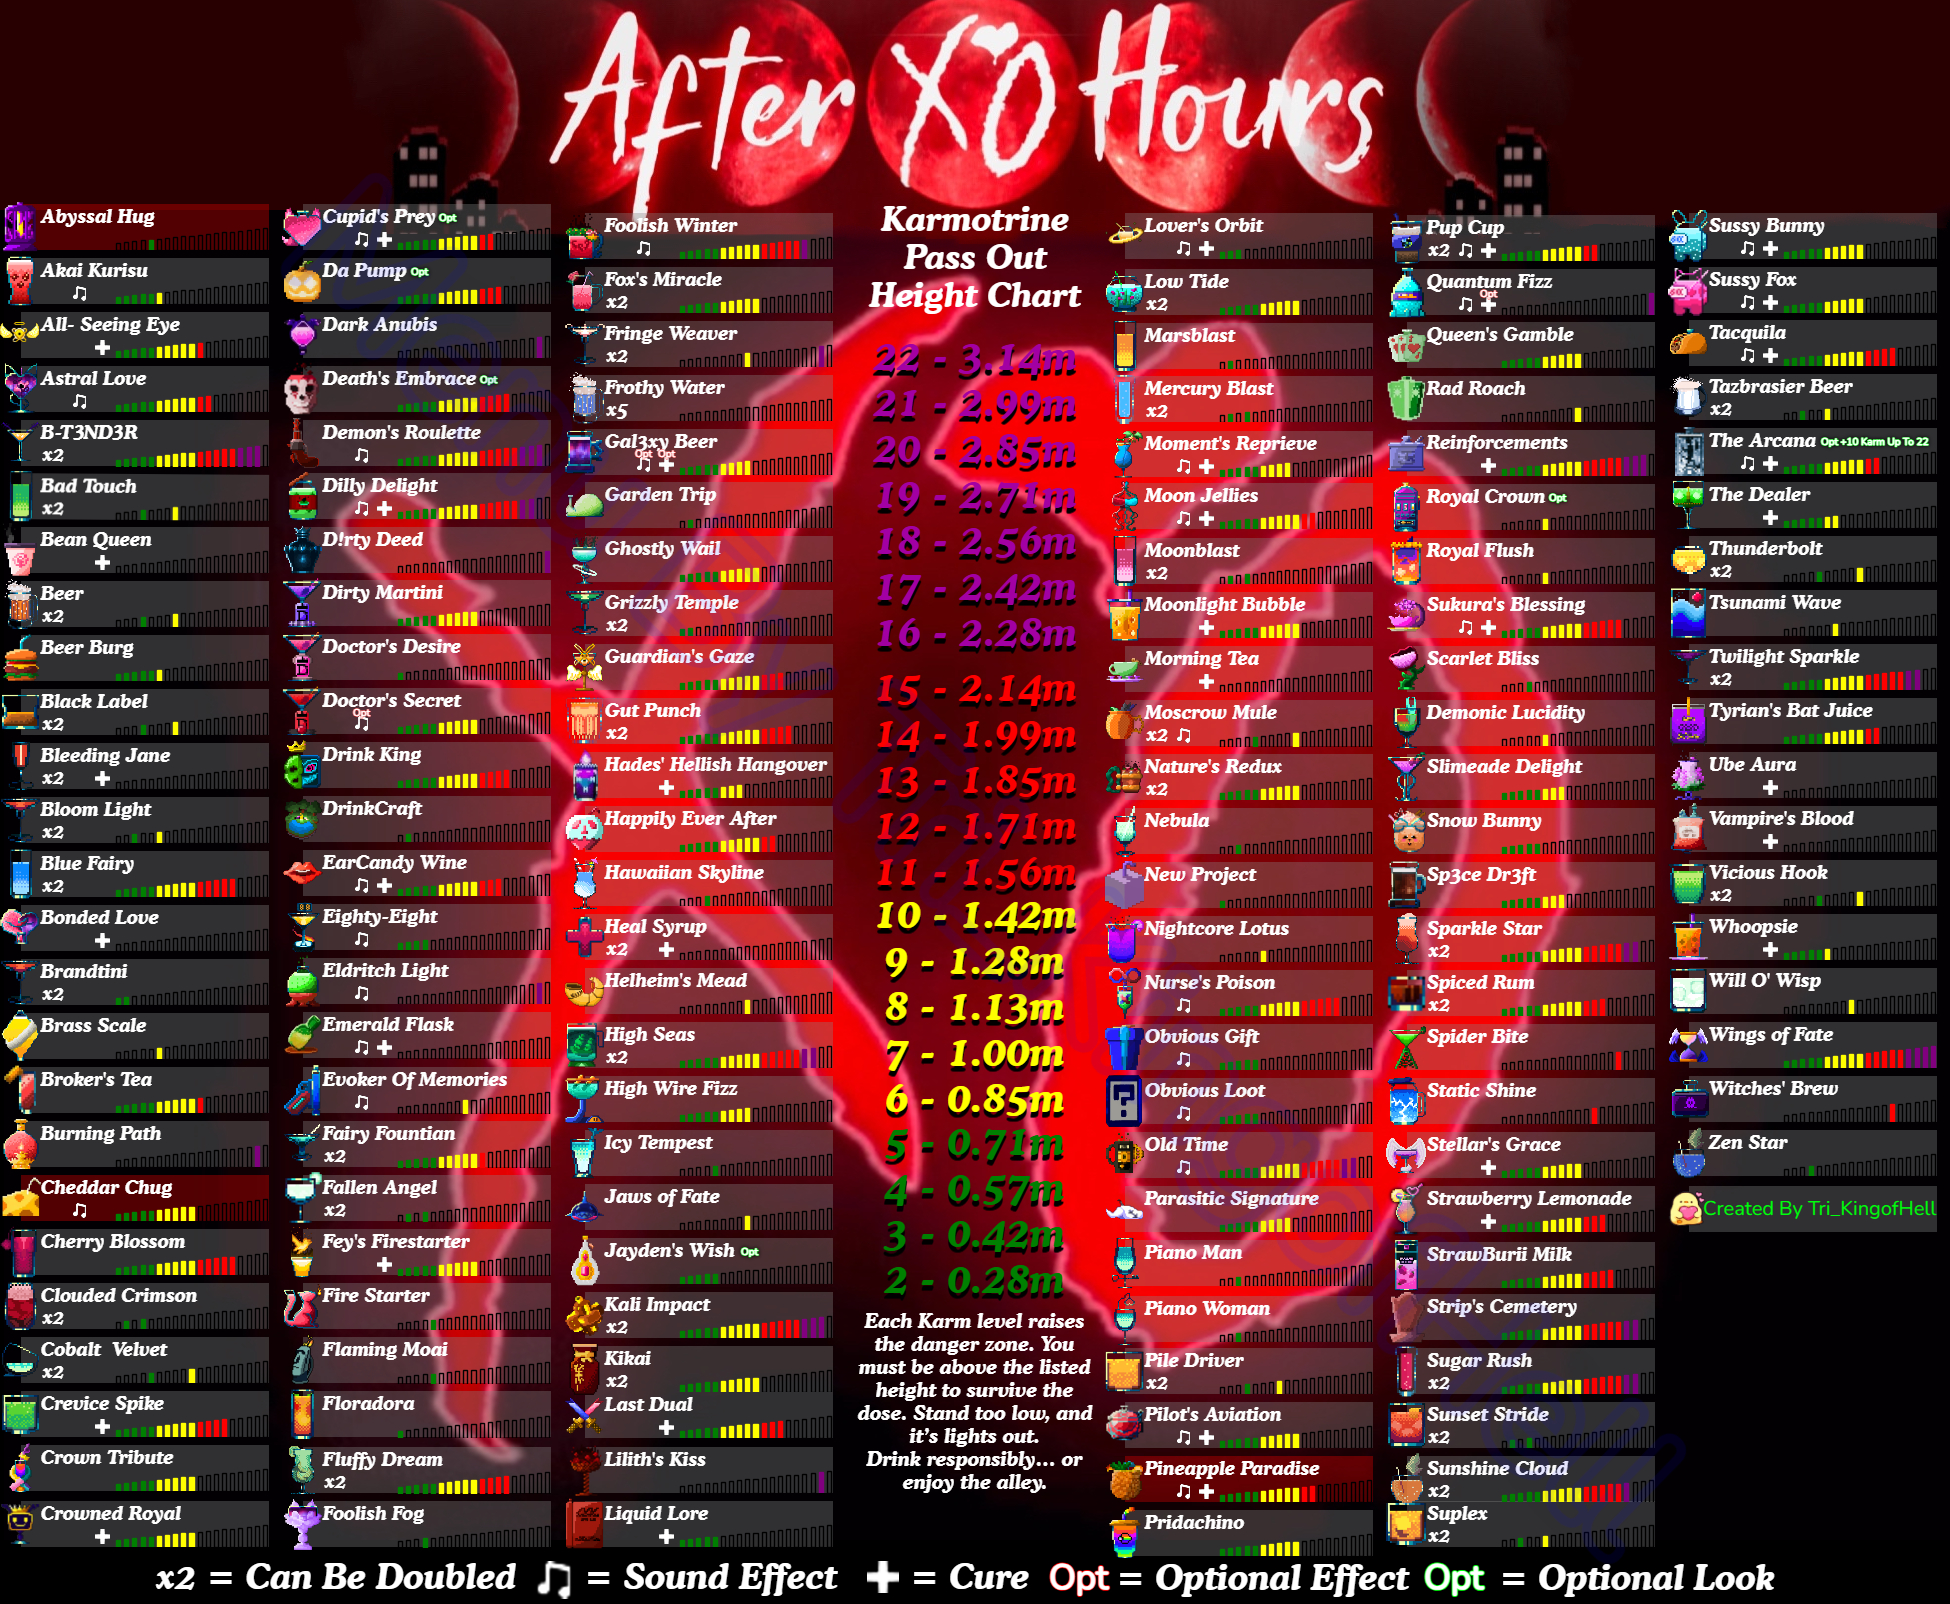 After XO Hours
Abyssal Hug
Akai Kurisu
All- Seeing Eye
Astral Love
B-T3ND3R
x2
Bad Touch
x2
Bean Queen
Beer
x2
Beer Burg
Black Label
x2
Bleeding Jane
x2
Bloom Light
x2
Blue Fairy
x2
Bonded Love
Brandtini
x2
Brass Scale
Broker's Tea
Burning Path
Cheddar Chug
Cherry Blossom
Clouded Crimson
x2
Cobalt Velvet
x2
Crevice Spike
Crown Tribute
Crowned Royal
Cupid's Prey Opt
Da Pump Opt
Dark Anubis
Death's Embrace Opt
Demon's Roulette
Dilly Delight
D!rty Deed
Dirty Martini
Doctor's Desire
Doctor's Secret
Opt
Drink King
DrinkCraft
EarCandy Wine
Eighty-Eight
Eldritch Light
Emerald Flask
Evoker Of Memories
Fairy Fountian
x2
Fallen Angel
x2
Fey's Firestarter
Fire Starter
Flaming Moai
Floradora
Fluffy Dream
x2
Foolish Fog
Foolish Winter
Fox's Miracle
x2
Fringe Weaver
x2
Frothy Water
x5
Gal3xy Beer
Opt Opt
Garden Trip
Ghostly Wail
Grizzly Temple
x2
Guardian's Gaze
Gut Punch
x2
Hades' Hellish Hangover
Happily Ever After
Hawaiian Skyline
Heal Syrup
x2
Helheim's Mead
High Seas
x2
High Wire Fizz
Icy Tempest
Jaws of Fate
Jayden's Wish Opt
Kali Impact
x2
Kikai
x2
Last Dual
Lilith's Kiss
Liquid Lore
Karmotrine
Pass Out
Height Chart
22 - 3.14m
21 - 2.99m
20 - 2.85m
19 - 2.71m
18 - 2.56m
17 - 2.42m
16 - 2.28m
15 - 2.14m
14 - 1.99m
13 - 1.85m
12 - 1.71m
11 - 1.56m
10 - 1.42m
9 - 1.28m
8 - 1.13m
7 - 1.00m
6 - 0.85m
5 - 0.71m
4 - 0.57m
3 - 0.42m
2 - 0.28m
Each Karm level raises
the danger zone. You
must be above the listed
height to survive the
dose. Stand too low, and
it's lights out.
Drink responsibly... or
enjoy the alley.
Lover's Orbit
Low Tide
x2
Marsblast
Mercury Blast
x2
Moment's Reprieve
Moon Jellies
Moonblast
x2
Moonlight Bubble
Morning Tea
Moscrow Mule
x2
Nature's Redux
x2
Nebula
New Project
Nightcore Lotus
Nurse's Poison
Obvious Gift
Obvious Loot
Old Time
Parasitic Signature
Piano Man
Piano Woman
Pile Driver
x2
Pilot's Aviation
Pineapple Paradise
Pridachino
Pup Cup
x2
Quantum Fizz
Opt
Queen's Gamble
Rad Roach
Reinforcements
Royal Crown Opt
Royal Flush
Sukura's Blessing
Scarlet Bliss
Demonic Lucidity
Slimeade Delight
Snow Bunny
Sp3ce Dr3ft
Sparkle Star
x2
Spiced Rum
x2
Spider Bite
Static Shine
Stellar's Grace
Strawberry Lemonade
StrawBurii Milk
Strip's Cemetery
Sugar Rush
x2
Sunset Stride
x2
Sunshine Cloud
x2
Suplex
x2
Sussy Bunny
Sussy Fox
Tacquila
Tazbrasier Beer
x2
The Arcana Opt +10 Karm Up To 22
The Dealer
Thunderbolt
x2
Tsunami Wave
Twilight Sparkle
x2
Tyrian's Bat Juice
Ube Aura
Vampire's Blood
Vicious Hook
x2
Whoopsie
Will O' Wisp
Wings of Fate
Witches' Brew
Zen Star
Created By Tri_KingofHell
x2 = Can Be Doubled = Sound Effect = Cure Opt = Optional Effect Opt = Optional Look